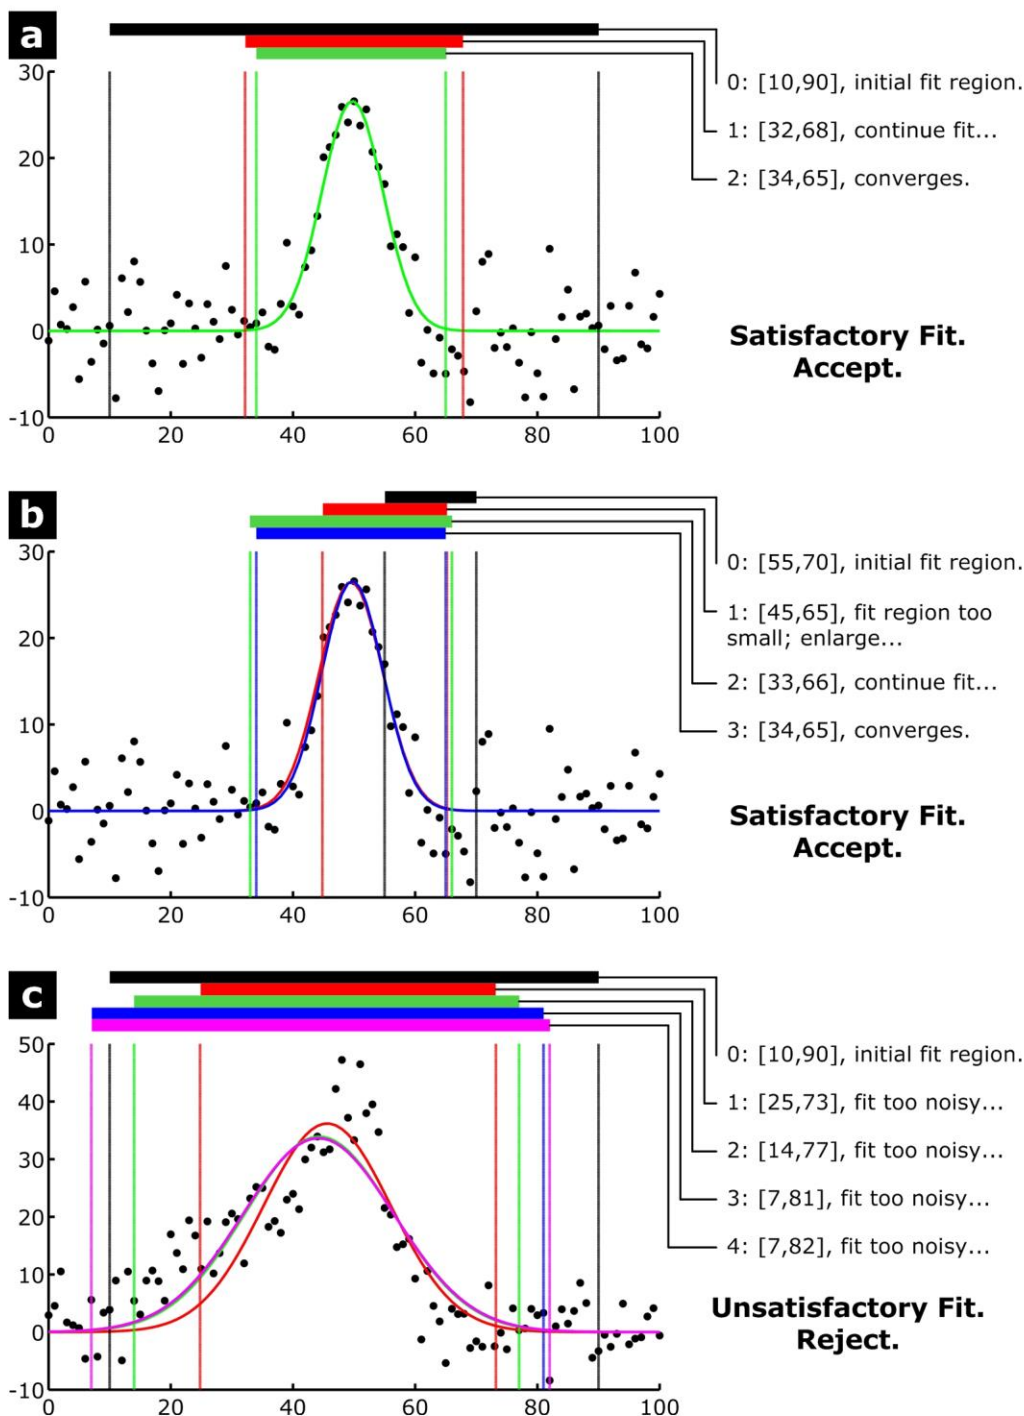 a
0: [10,90], initial fit region.
1: [32,68], continue fit...
2: [34,65], converges.
Satisfactory Fit.
Accept.
30
20
10
0
-10
0 20 40 60 80 100
b
0: [55,70], initial fit region.
1: [45,65], fit region too
small; enlarge...
2: [33,66], continue fit...
3: [34,65], converges.
Satisfactory Fit.
Accept.
30
20
10
0
-10
0 20 40 60 80 100
c
0: [10,90], initial fit region.
1: [25,73], fit too noisy...
2: [14,77], fit too noisy...
3: [7,81], fit too noisy...
4: [7,82], fit too noisy...
Unsatisfactory Fit.
Reject.
50
40
30
20
10
0
-10
0 20 40 60 80 100